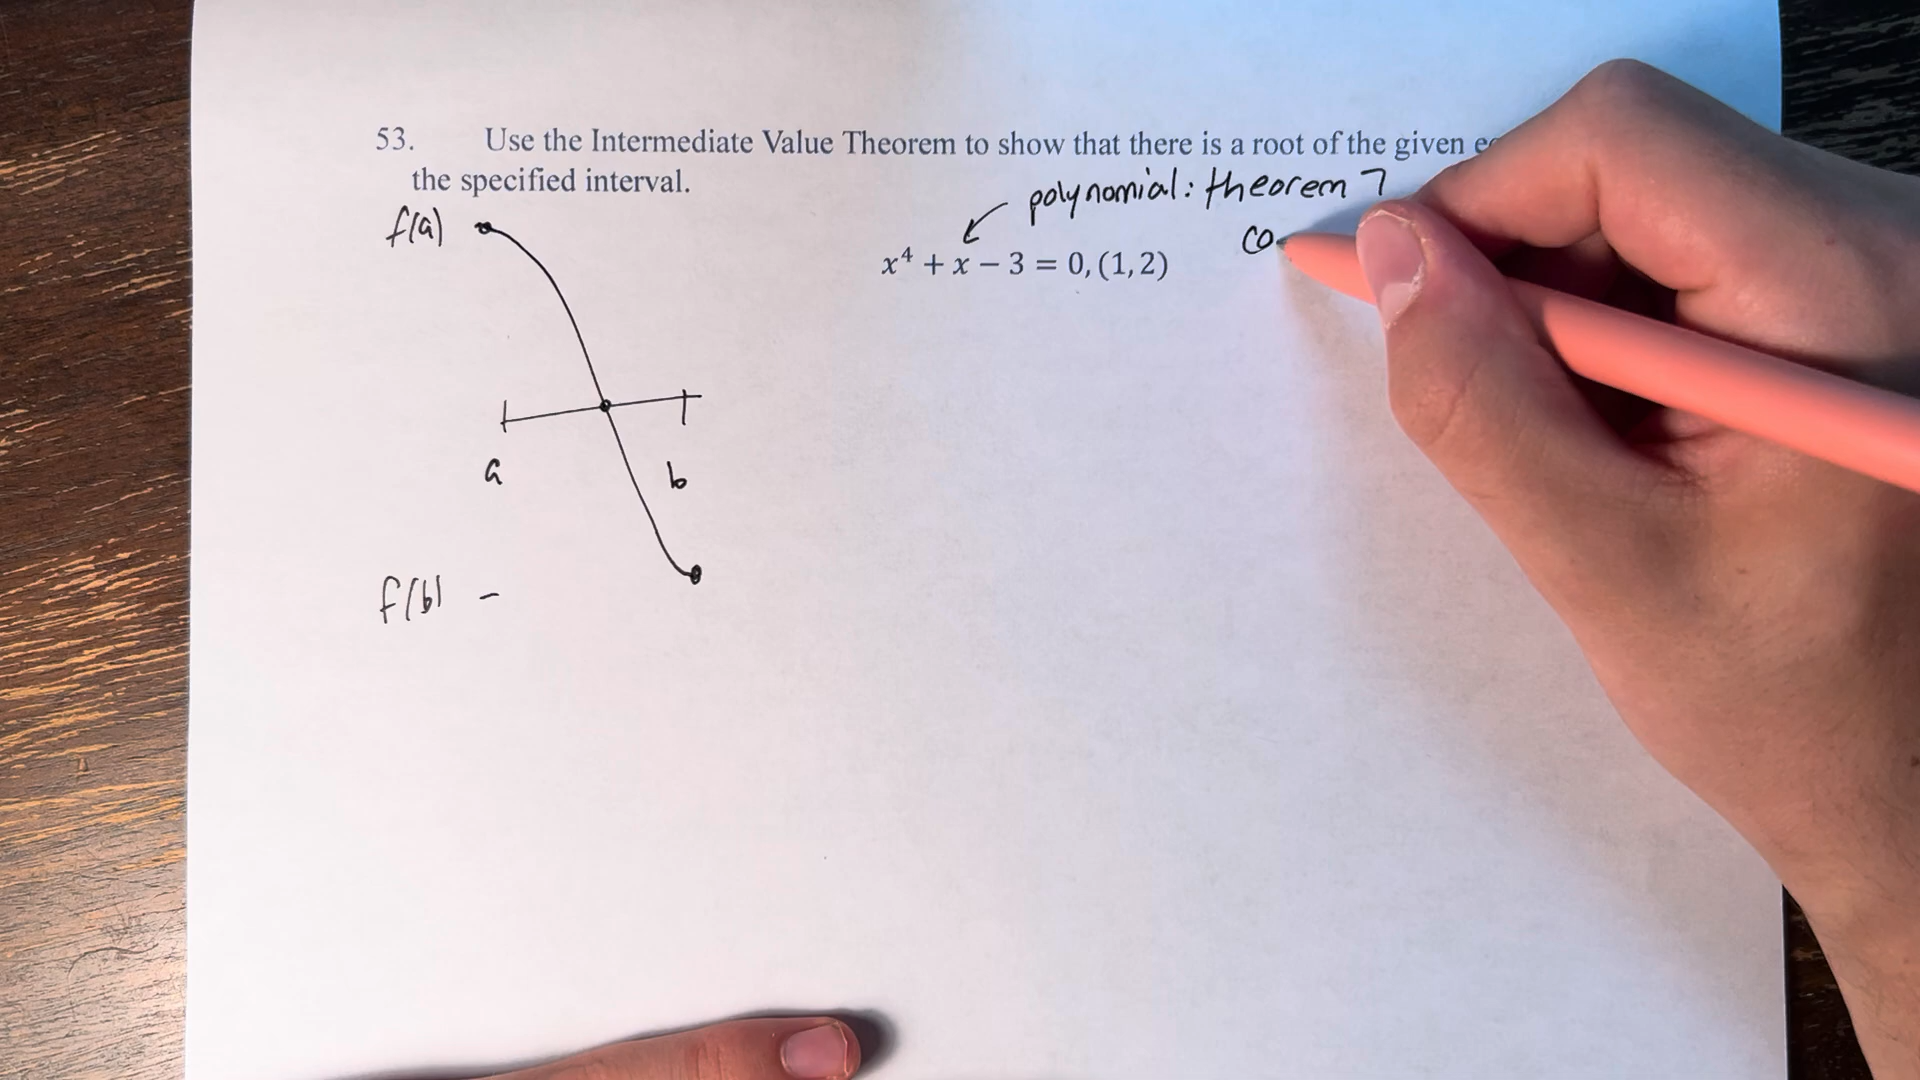 53. Use the Intermediate Value Theorem to show that there is a root of the given
the specified interval.
polynomial: theorem 7
f(a)
co
x⁴ + x − 3 = 0, (1, 2)
a
b
f(b) -